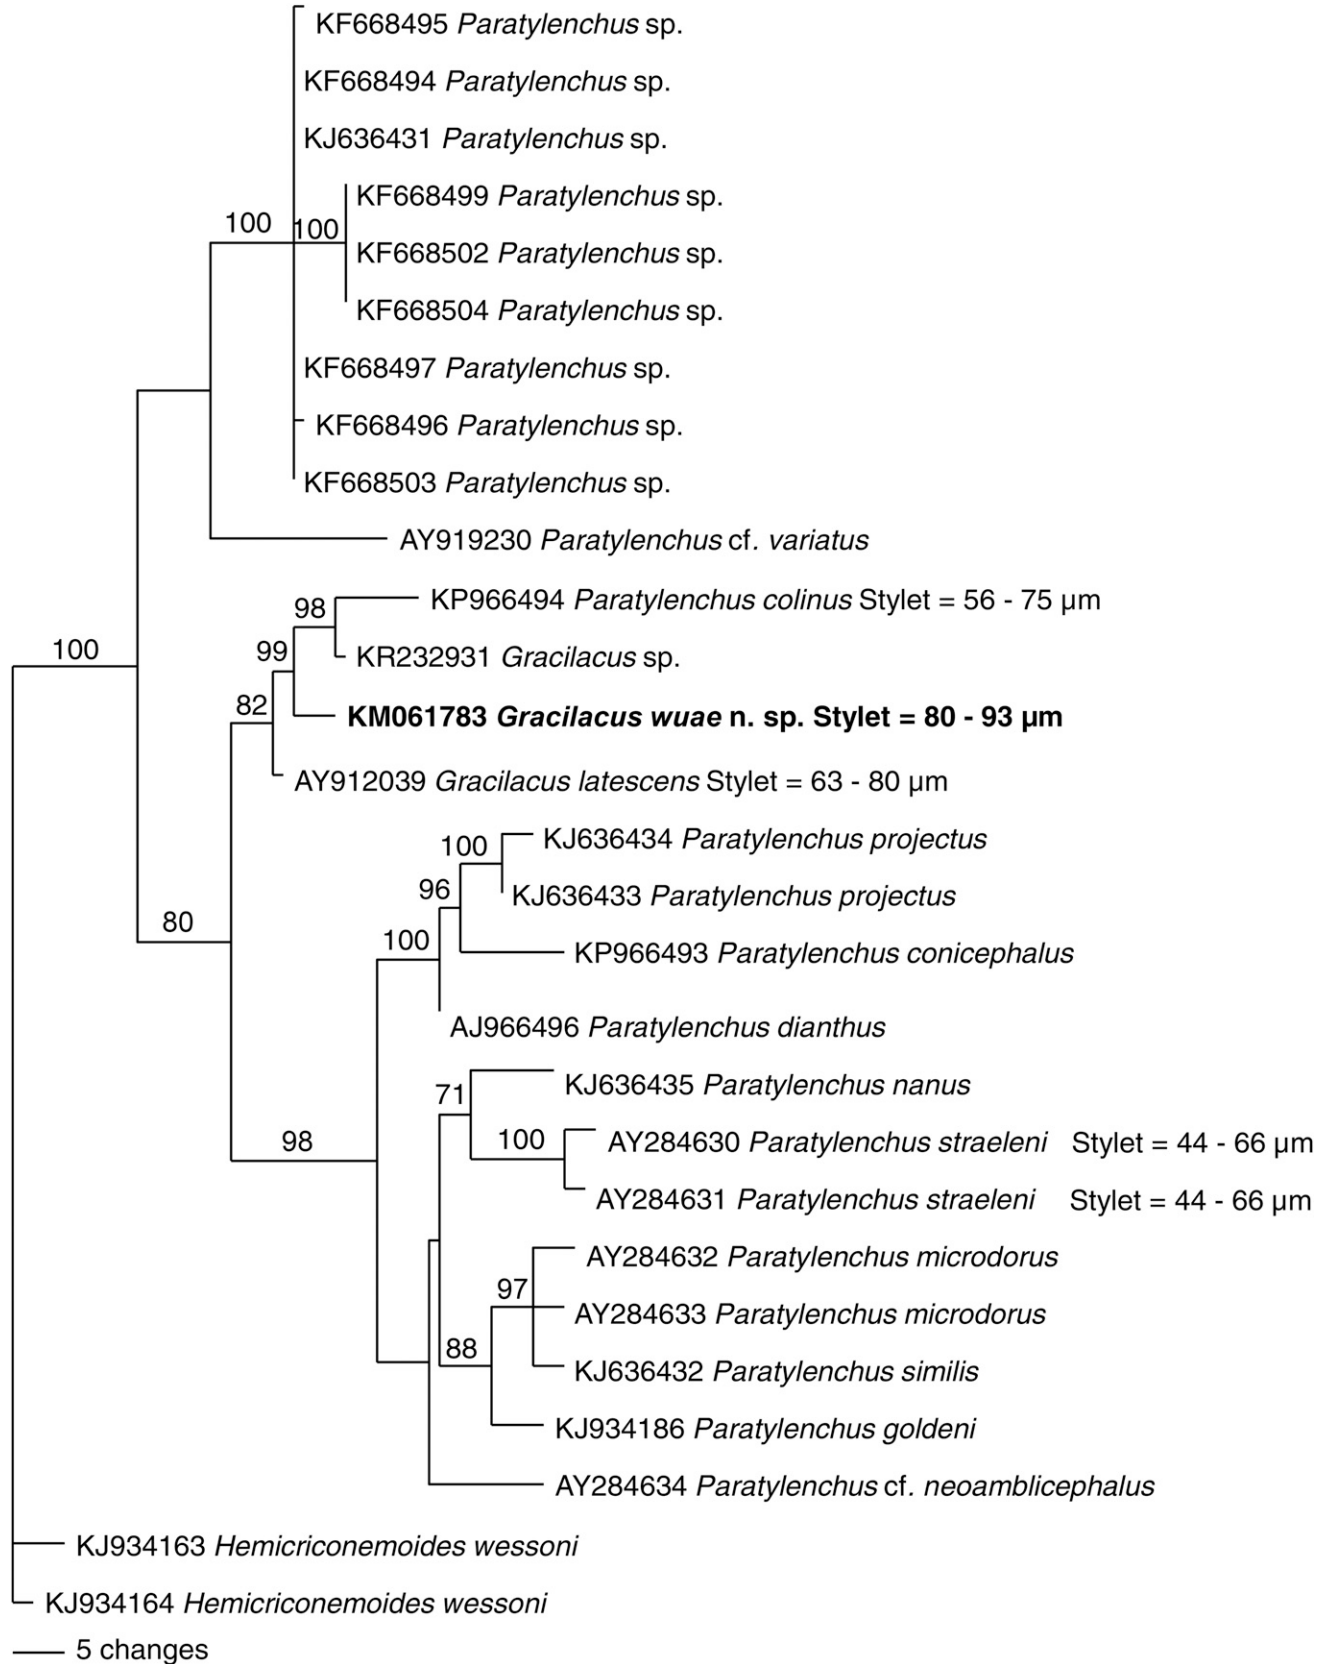 KF668495 Paratylenchus sp.
KF668494 Paratylenchus sp.
KJ636431 Paratylenchus sp.
KF668499 Paratylenchus sp.
100
100
KF668502 Paratylenchus sp.
KF668504 Paratylenchus sp.
KF668497 Paratylenchus sp.
KF668496 Paratylenchus sp.
KF668503 Paratylenchus sp.
AY919230 Paratylenchus cf. variatus
KP966494 Paratylenchus colinus Stylet = 56 - 75 µm
98
99
KR232931 Gracilacus sp.
100
82
KM061783 Gracilacus wuae n. sp. Stylet = 80 - 93 µm
AY912039 Gracilacus latescens Stylet = 63 - 80 µm
KJ636434 Paratylenchus projectus
100
96
KJ636433 Paratylenchus projectus
80
100
KP966493 Paratylenchus conicephalus
AJ966496 Paratylenchus dianthus
KJ636435 Paratylenchus nanus
71
98
100
AY284630 Paratylenchus straeleni Stylet = 44 - 66 µm
AY284631 Paratylenchus straeleni Stylet = 44 - 66 µm
AY284632 Paratylenchus microdorus
97
AY284633 Paratylenchus microdorus
88
KJ636432 Paratylenchus similis
KJ934186 Paratylenchus goldeni
AY284634 Paratylenchus cf. neoamblicephalus
KJ934163 Hemicriconemoides wessoni
KJ934164 Hemicriconemoides wessoni
5 changes